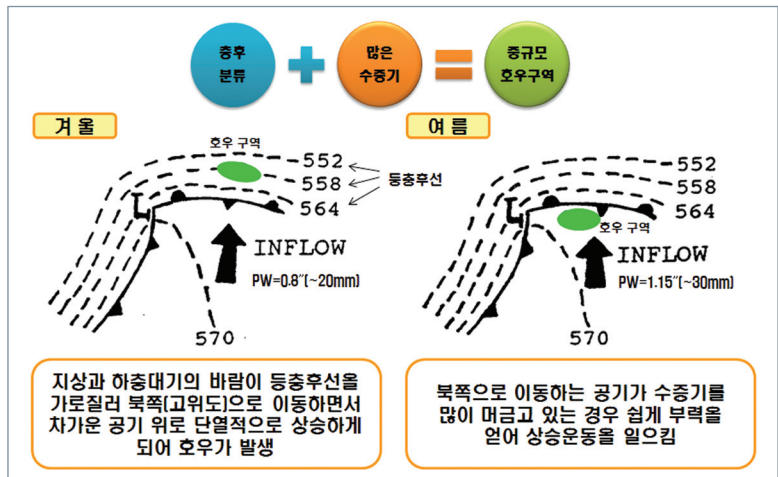 층후
분류
많은
수증기
중규모
호우구역
겨울
호우 구역
552
558
564
등층후선
INFLOW
PW=0.8″(~20mm)
570
여름
552
558
564
호우 구역
INFLOW
PW=1.15″(~30mm)
570
지상과 하층대기의 바람이 등층후선을
가로질러 북쪽(고위도)으로 이동하면서
차가운 공기 위로 단열적으로 상승하게
되어 호우가 발생
북쪽으로 이동하는 공기가 수증기를
많이 머금고 있는 경우 쉽게 부력을
얻어 상승운동을 일으킴